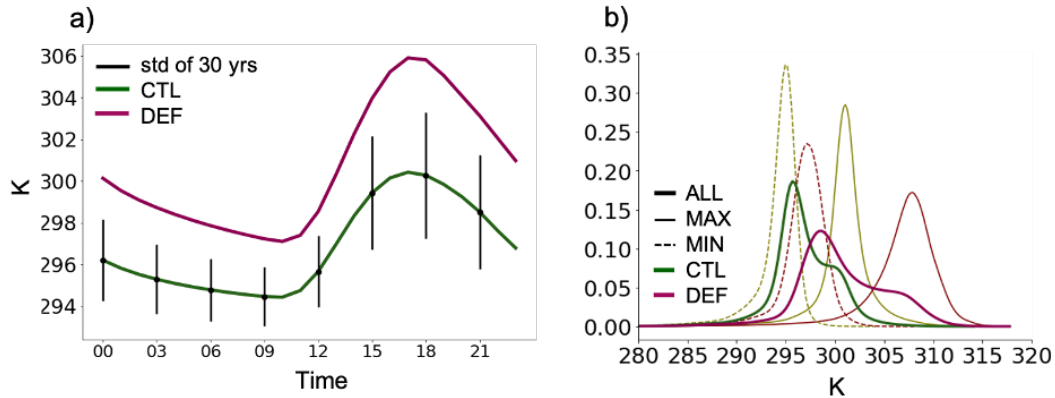 a)
306
304
302
300
298
296
294
K
std of 30 yrs
CTL
DEF
00 03 06 09 12 15 18 21
Time
b)
0.35
0.30
0.25
0.20
0.15
0.10
0.05
0.00
ALL
MAX
MIN
CTL
DEF
280 285 290 295 300 305 310 315 320
K